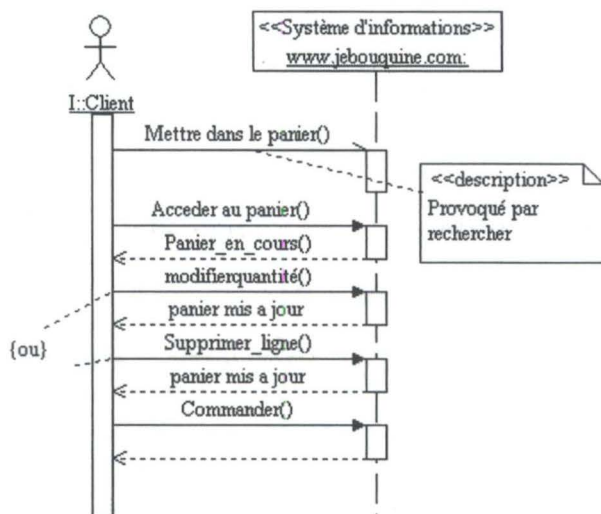 <<Système d'informations>>
www.jebouquine.com:
I::Client
Mettre dans le panier()
<<description>>
Provoqué par
rechercher
Acceder au panier()
Panier_en_cours()
modifierquantité()
panier mis a jour
{ou}
Supprimer_ligne()
panier mis a jour
Commander()